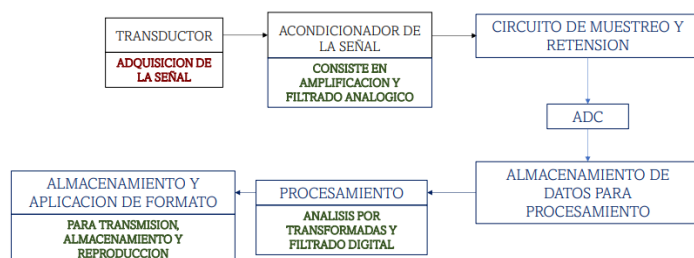 TRANSDUCTOR
ADQUISICION DE
LA SEÑAL
ACONDICIONADOR DE
LA SEÑAL
CONSISTE EN
AMPLIFICACION Y
FILTRADO ANALOGICO
CIRCUITO DE MUESTREO Y
RETENSION
ADC
ALMACENAMIENTO DE
DATOS PARA
PROCESAMIENTO
PROCESAMIENTO
ANALISIS POR
TRANSFORMADAS Y
FILTRADO DIGITAL
ALMACENAMIENTO Y
APLICACION DE FORMATO
PARA TRANSMISION,
ALMACENAMIENTO Y
REPRODUCCION